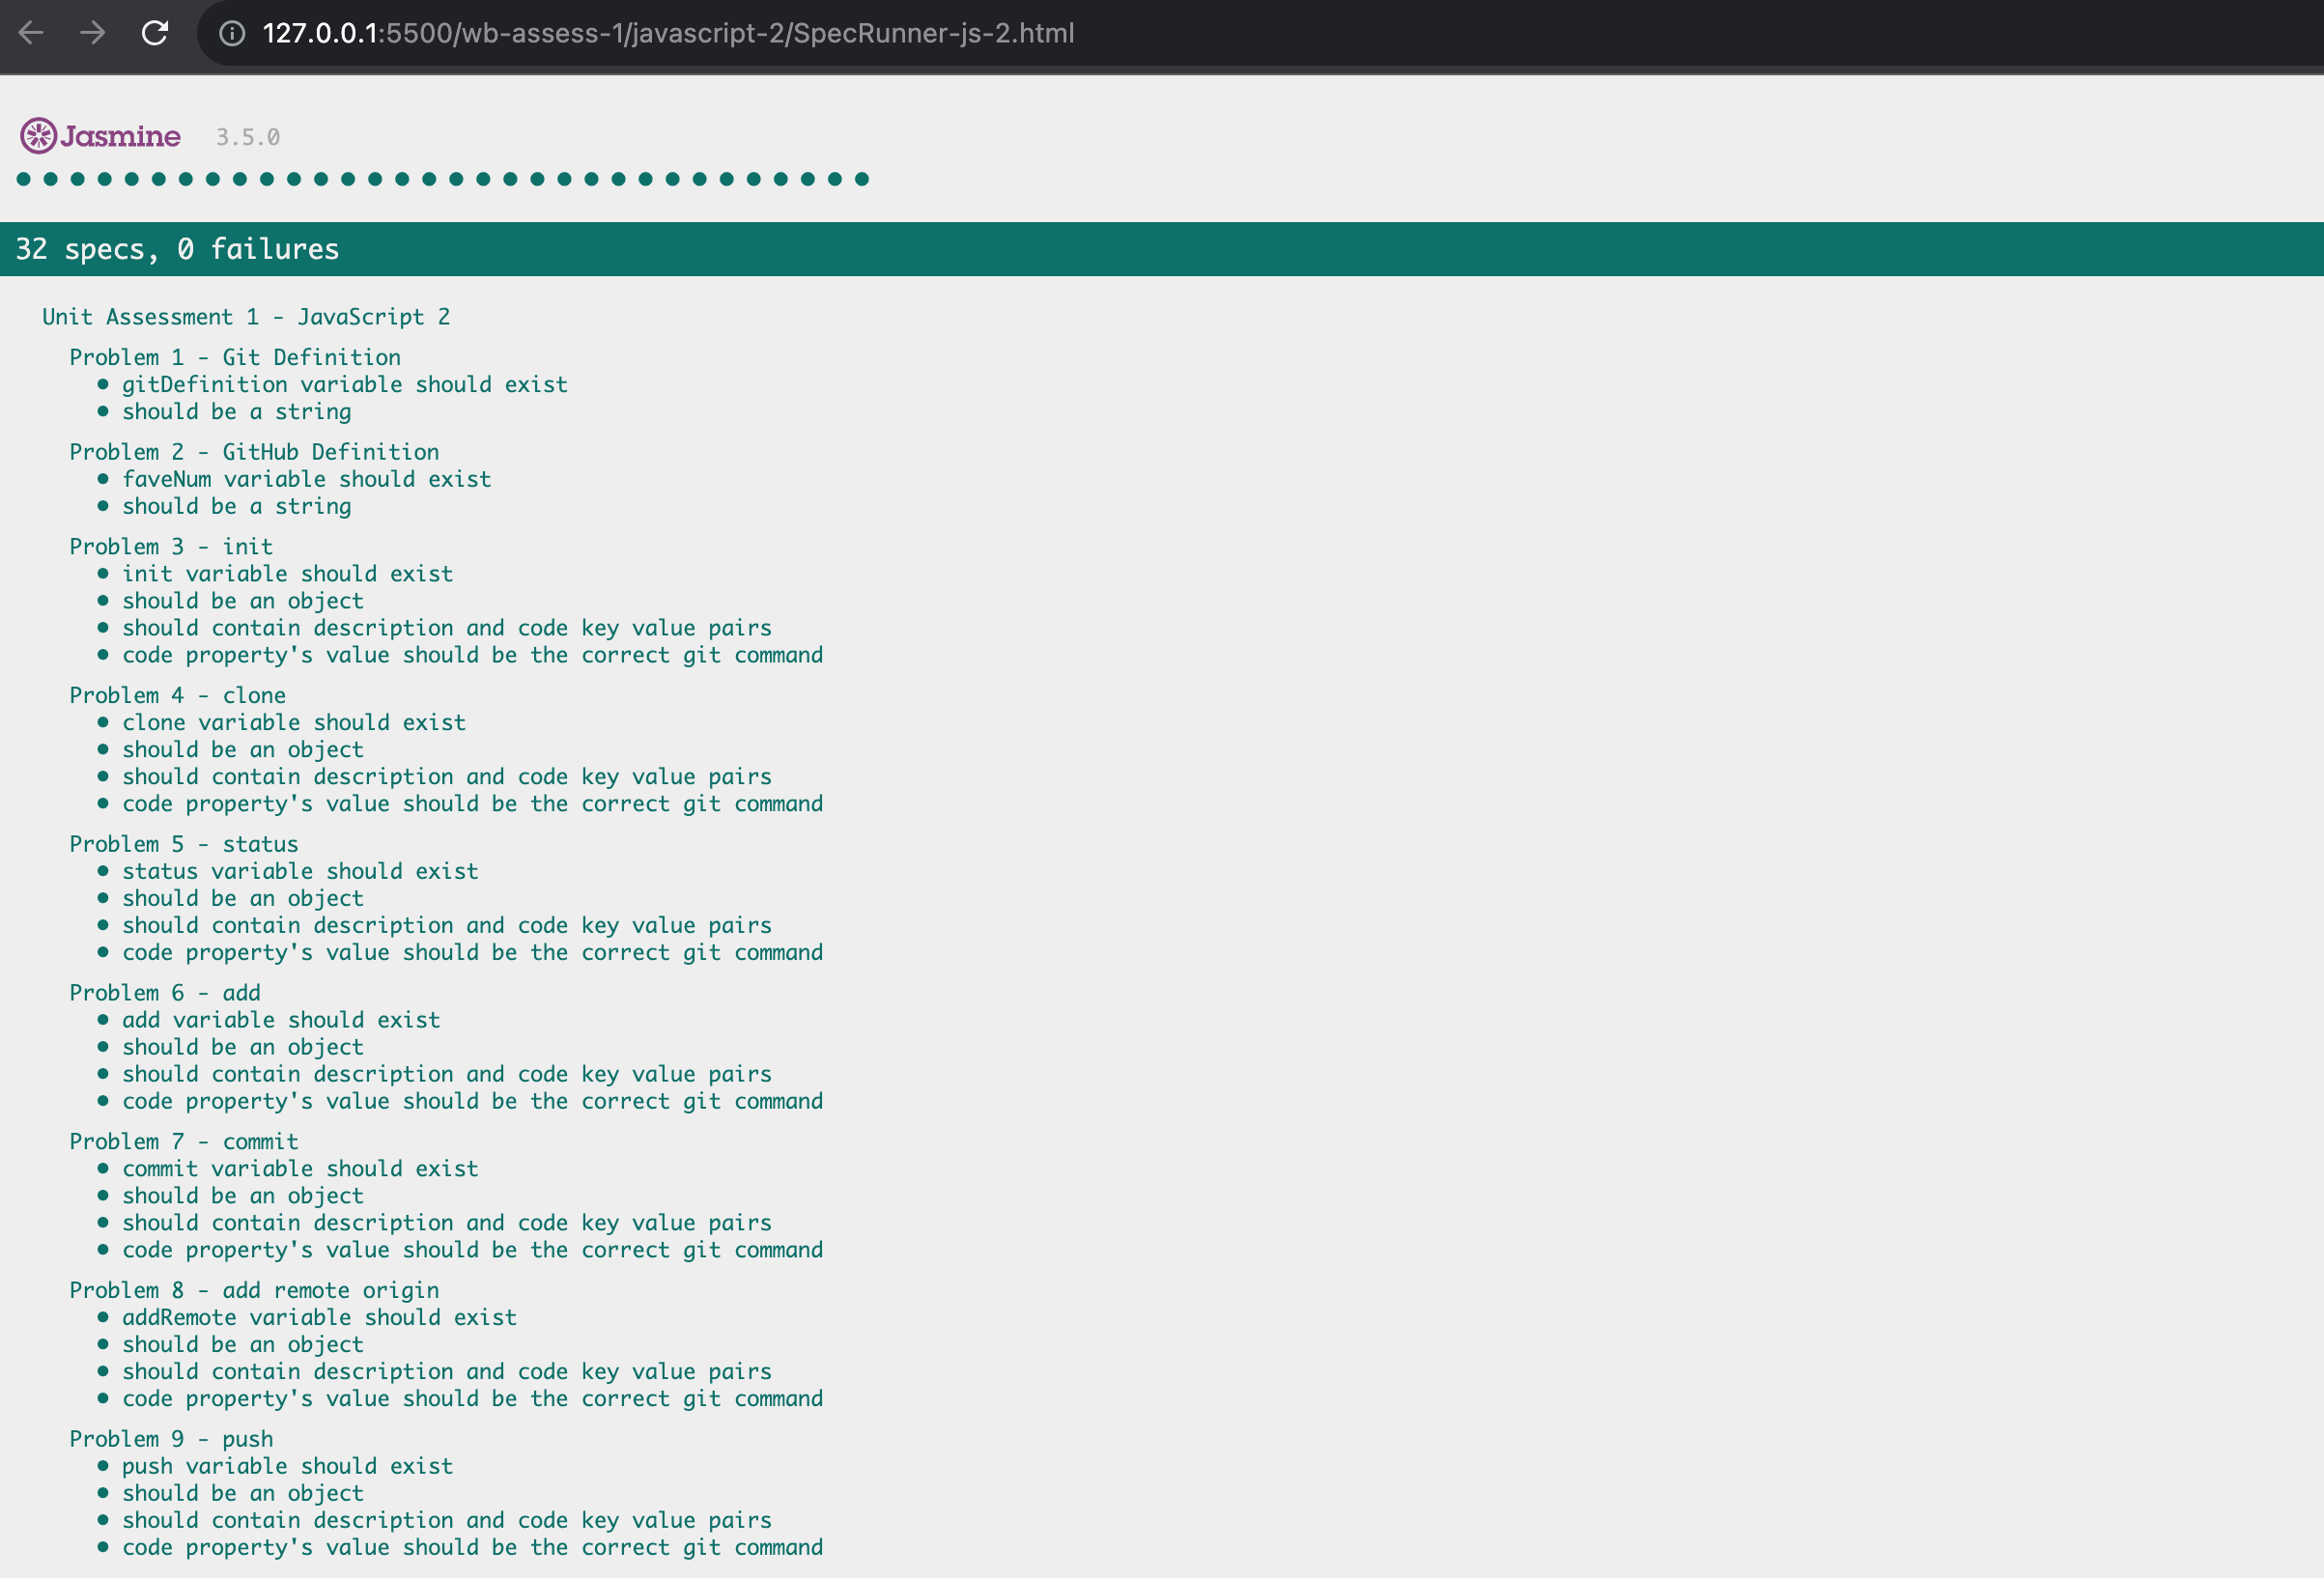 127.0.0.1:5500/wb-assess-1/javascript-2/SpecRunner-js-2.html
Jasmine 3.5.0
32 specs, 0 failures
Unit Assessment 1 - JavaScript 2
Problem 1 - Git Definition
• gitDefinition variable should exist
• should be a string
Problem 2 - GitHub Definition
• faveNum variable should exist
• should be a string
Problem 3 - init
• init variable should exist
• should be an object
• should contain description and code key value pairs
• code property's value should be the correct git command
Problem 4 - clone
• clone variable should exist
• should be an object
• should contain description and code key value pairs
• code property's value should be the correct git command
Problem 5 - status
• status variable should exist
• should be an object
• should contain description and code key value pairs
• code property's value should be the correct git command
Problem 6 - add
• add variable should exist
• should be an object
• should contain description and code key value pairs
• code property's value should be the correct git command
Problem 7 - commit
• commit variable should exist
• should be an object
• should contain description and code key value pairs
• code property's value should be the correct git command
Problem 8 - add remote origin
• addRemote variable should exist
• should be an object
• should contain description and code key value pairs
• code property's value should be the correct git command
Problem 9 - push
• push variable should exist
• should be an object
• should contain description and code key value pairs
• code property's value should be the correct git command